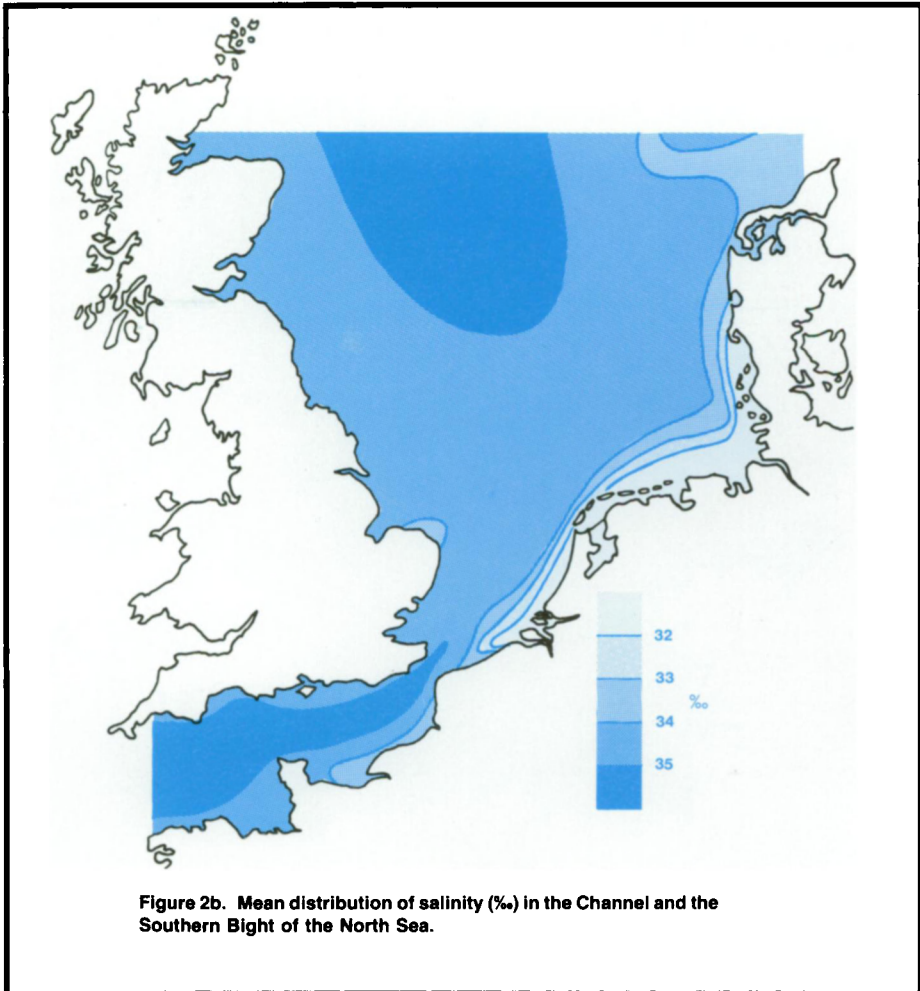 32
33
‰
34
35
Figure 2b. Mean distribution of salinity (‰) in the Channel and the
Southern Bight of the North Sea.